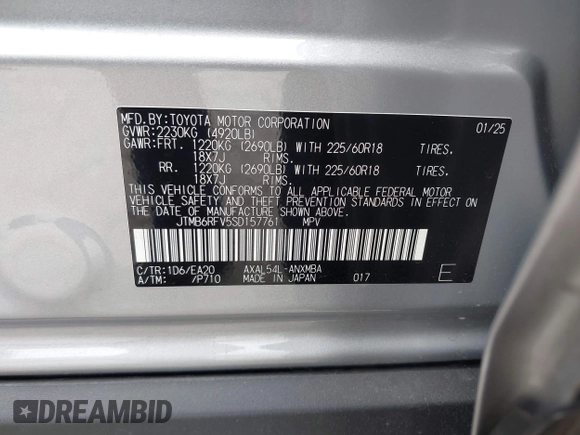 MFD.BY:TOYOTA MOTOR CORPORATION 01/25
GVWR:2230KG (4920LB)
GAWR:FRT. 1220KG (2690LB) WITH 225/60R18 TIRES.
18X7J RIMS.
RR. 1220KG (2690LB) WITH 225/60R18 TIRES.
18X7J RIMS.
THIS VEHICLE CONFORMS TO ALL APPLICABLE FEDERAL MOTOR
VEHICLE SAFETY AND THEFT PREVENTION STANDARDS IN EFFECT ON
THE DATE OF MANUFACTURE SHOWN ABOVE.
JTMB6RFV5SD157761 MPV
C/TR:1D6/EA20 AXAL54L-ANXMBA
A/TM: /P710 MADE IN JAPAN 017 E
DREAMBID